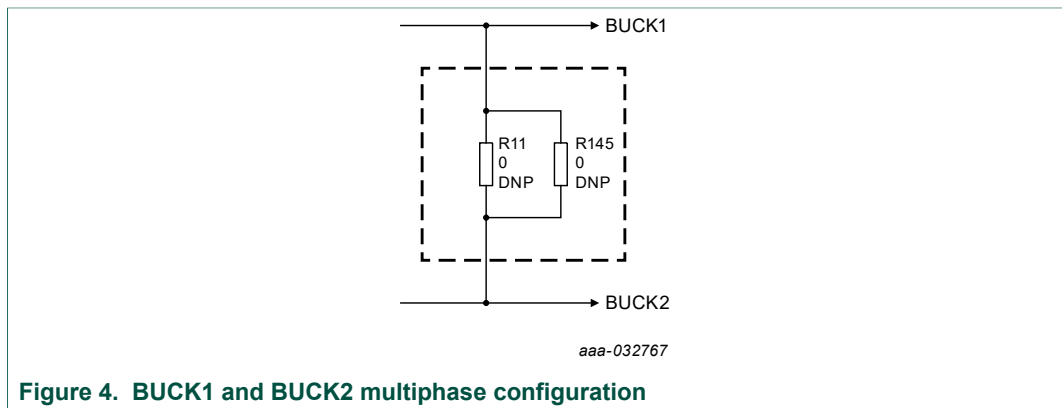 BUCK1
R11
0
DNP
R145
0
DNP
BUCK2
aaa-032767
Figure 4. BUCK1 and BUCK2 multiphase configuration